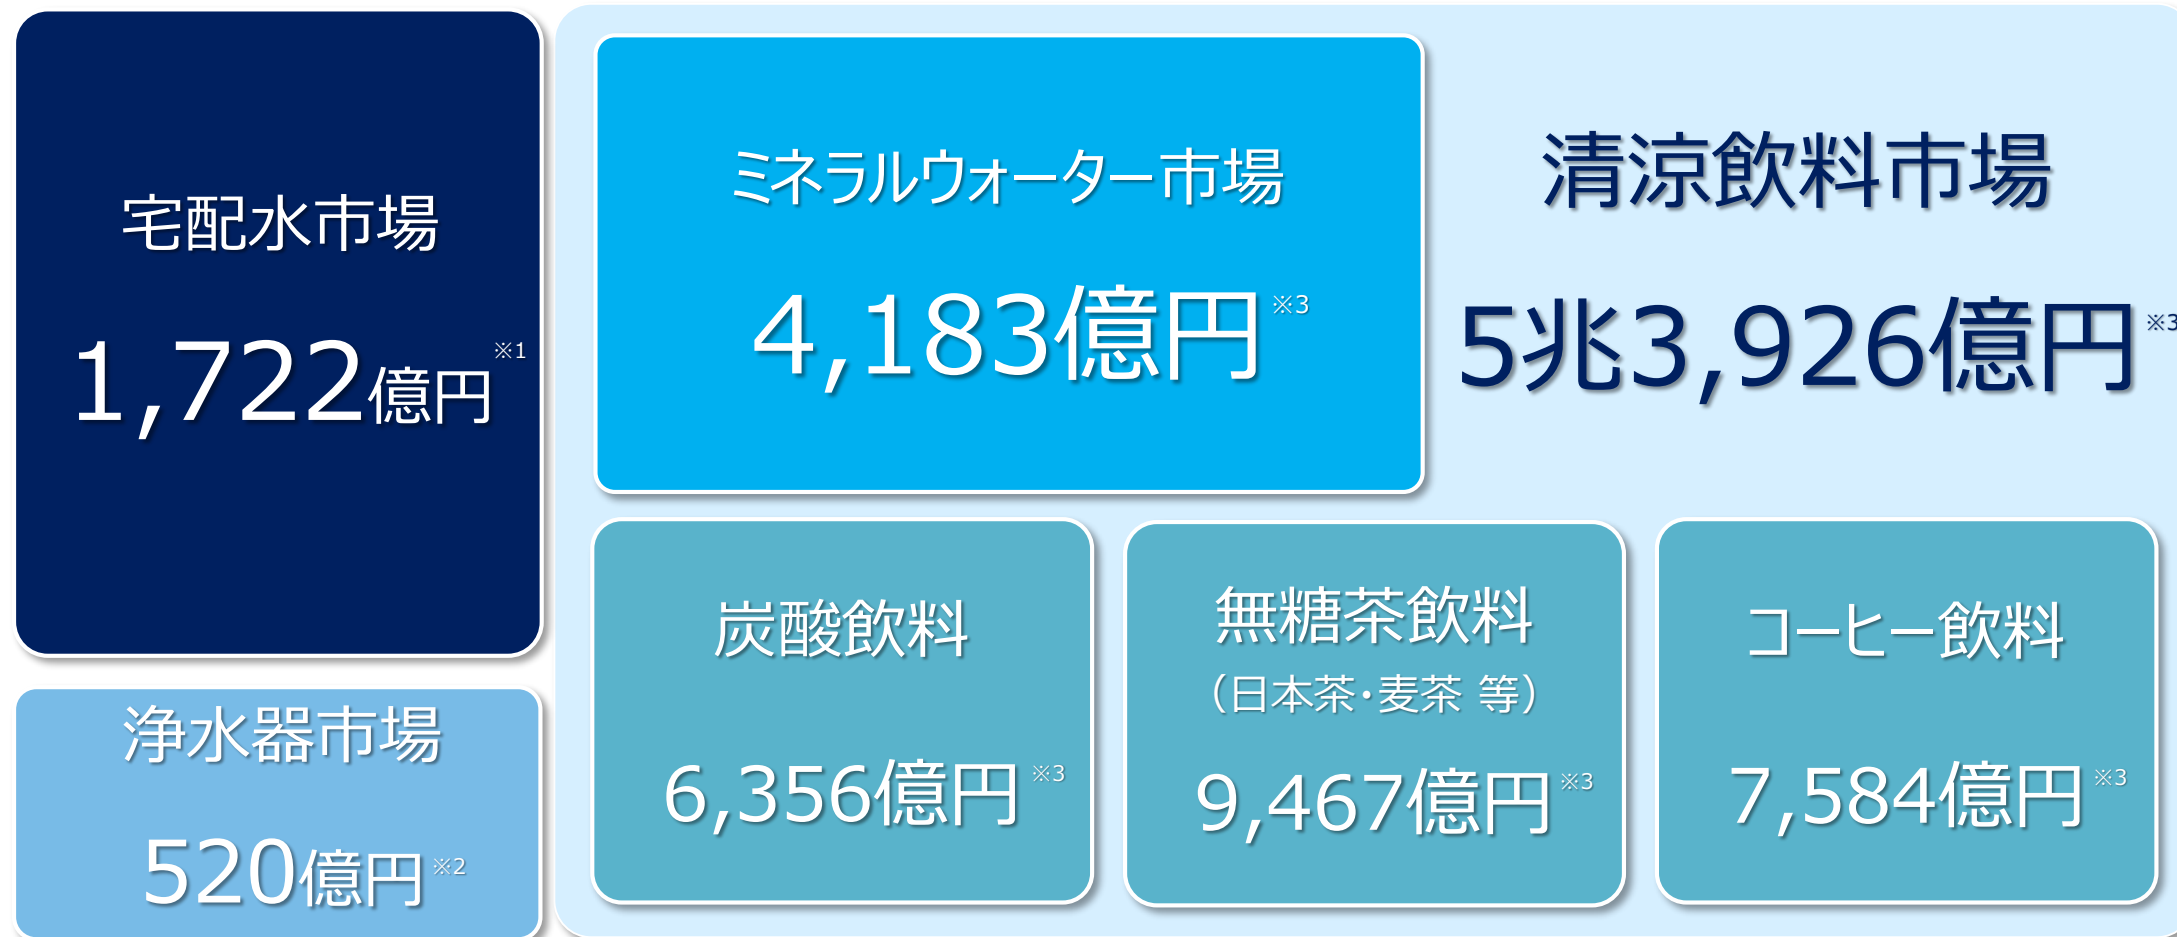 宅配水市場
1,722億円※1
浄水器市場
520億円※2
ミネラルウォーター市場
4,183億円※3
清涼飲料市場
5兆3,926億円※3
炭酸飲料
6,356億円※3
無糖茶飲料
（日本茶・麦茶 等）
9,467億円※3
コーヒー飲料
7,584億円※3